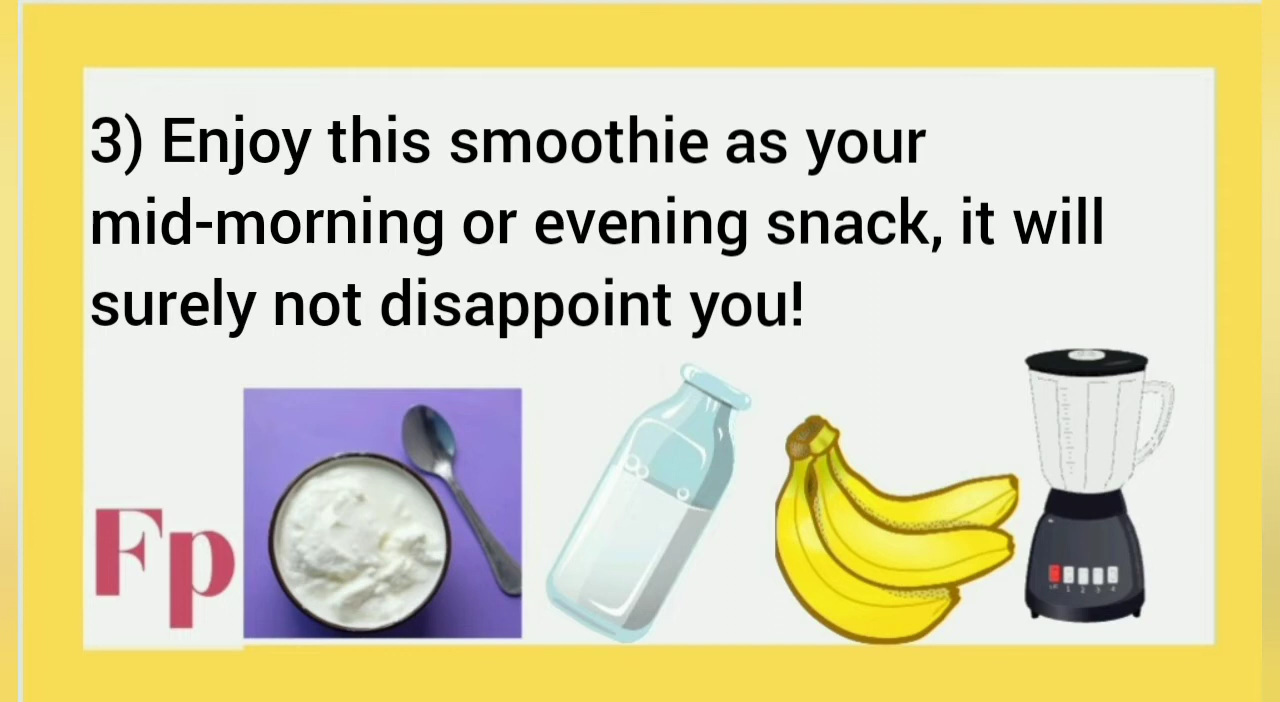 3) Enjoy this smoothie as your
mid-morning or evening snack, it will
surely not disappoint you!
Fp